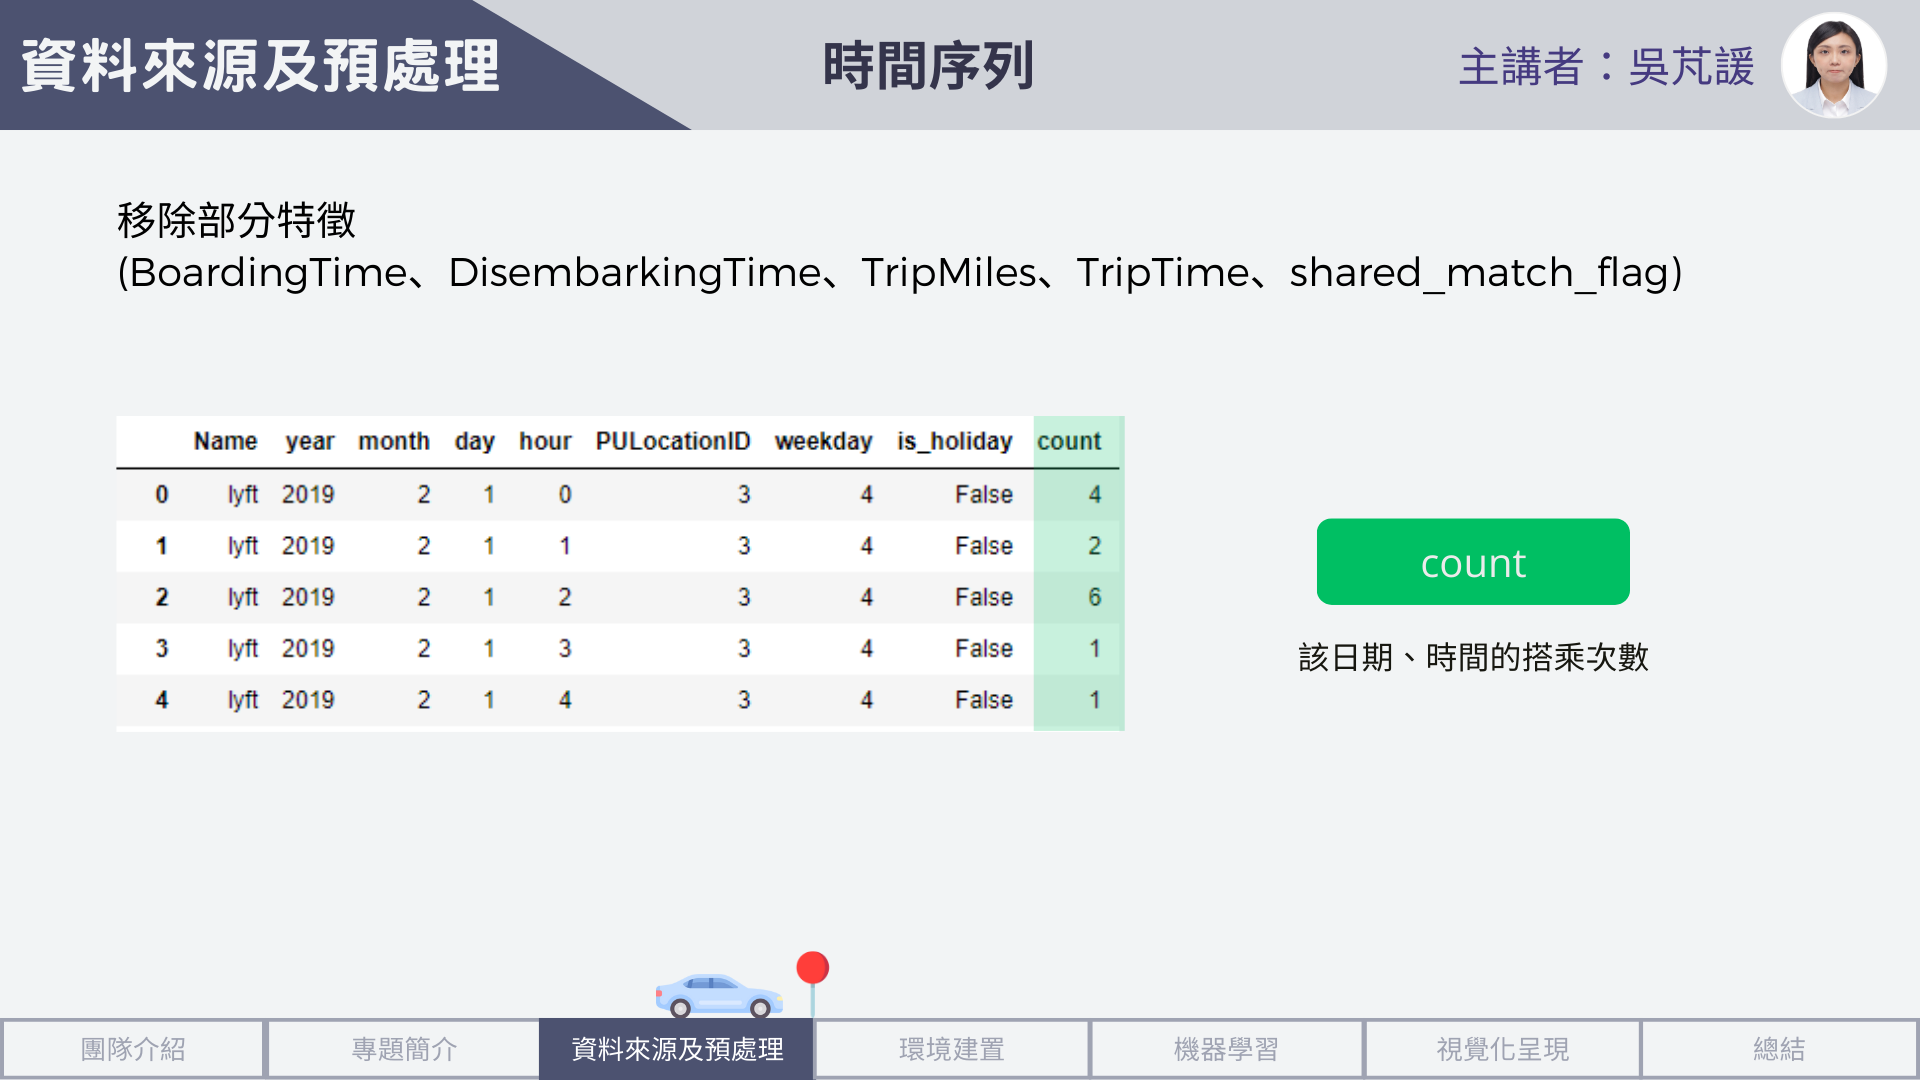 資料來源及預處理
時間序列
主講者：吳芃諼
移除部分特徵
(BoardingTime、DisembarkingTime、TripMiles、TripTime、shared_match_flag)
Name year month day hour PULocationID weekday is_holiday count
0 lyft 2019 2 1 0 3 4 False 4
1 lyft 2019 2 1 1 3 4 False 2
2 lyft 2019 2 1 2 3 4 False 6
3 lyft 2019 2 1 3 3 4 False 1
4 lyft 2019 2 1 4 3 4 False 1
count
該日期、時間的搭乘次數
團隊介紹 專題簡介 資料來源及預處理 環境建置 機器學習 視覺化呈現 總結